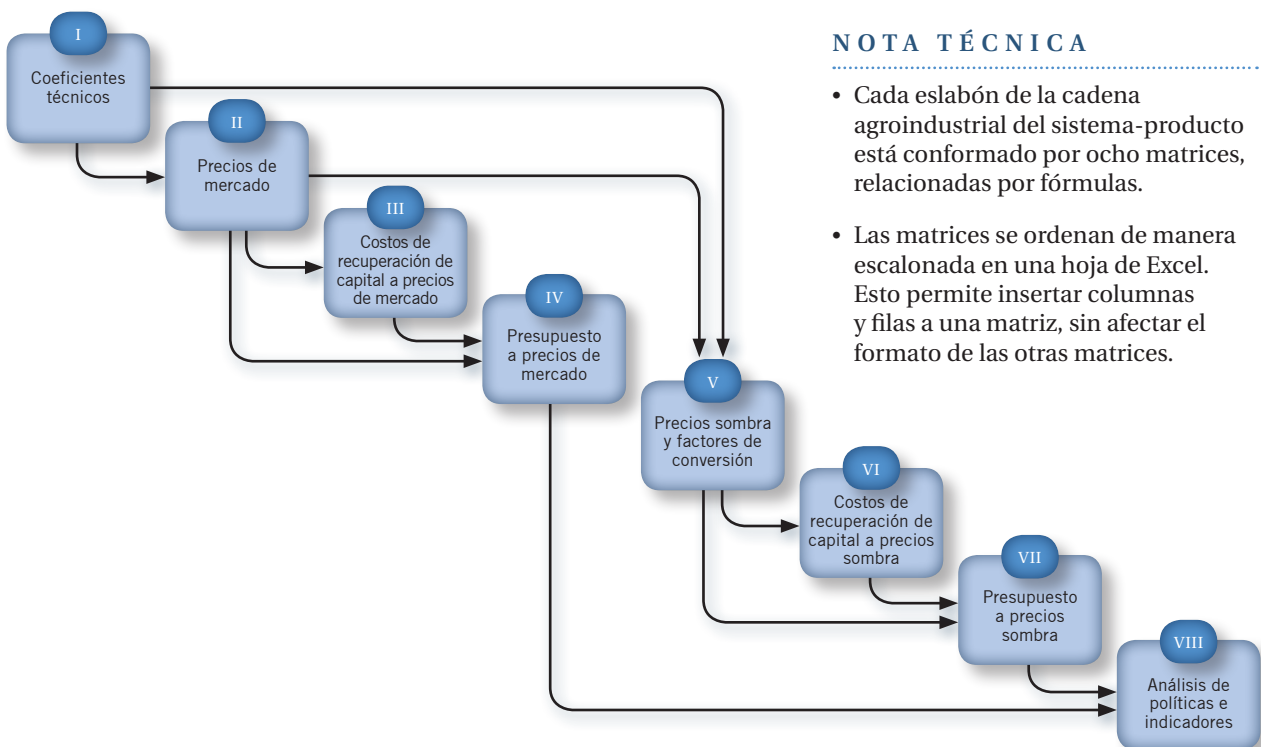 I
Coeficientes
técnicos
II
Precios de
mercado
III
Costos de
recuperación de
capital a precios
de mercado
IV
Presupuesto
a precios de
mercado
V
Precios sombra
y factores de
conversión
VI
Costos de
recuperación de
capital a precios
sombra
VII
Presupuesto
a precios
sombra
VIII
Análisis de
políticas e
indicadores
NOTA TÉCNICA
• Cada eslabón de la cadena
agroindustrial del sistema-producto
está conformado por ocho matrices,
relacionadas por fórmulas.
• Las matrices se ordenan de manera
escalonada en una hoja de Excel.
Esto permite insertar columnas
y filas a una matriz, sin afectar el
formato de las otras matrices.